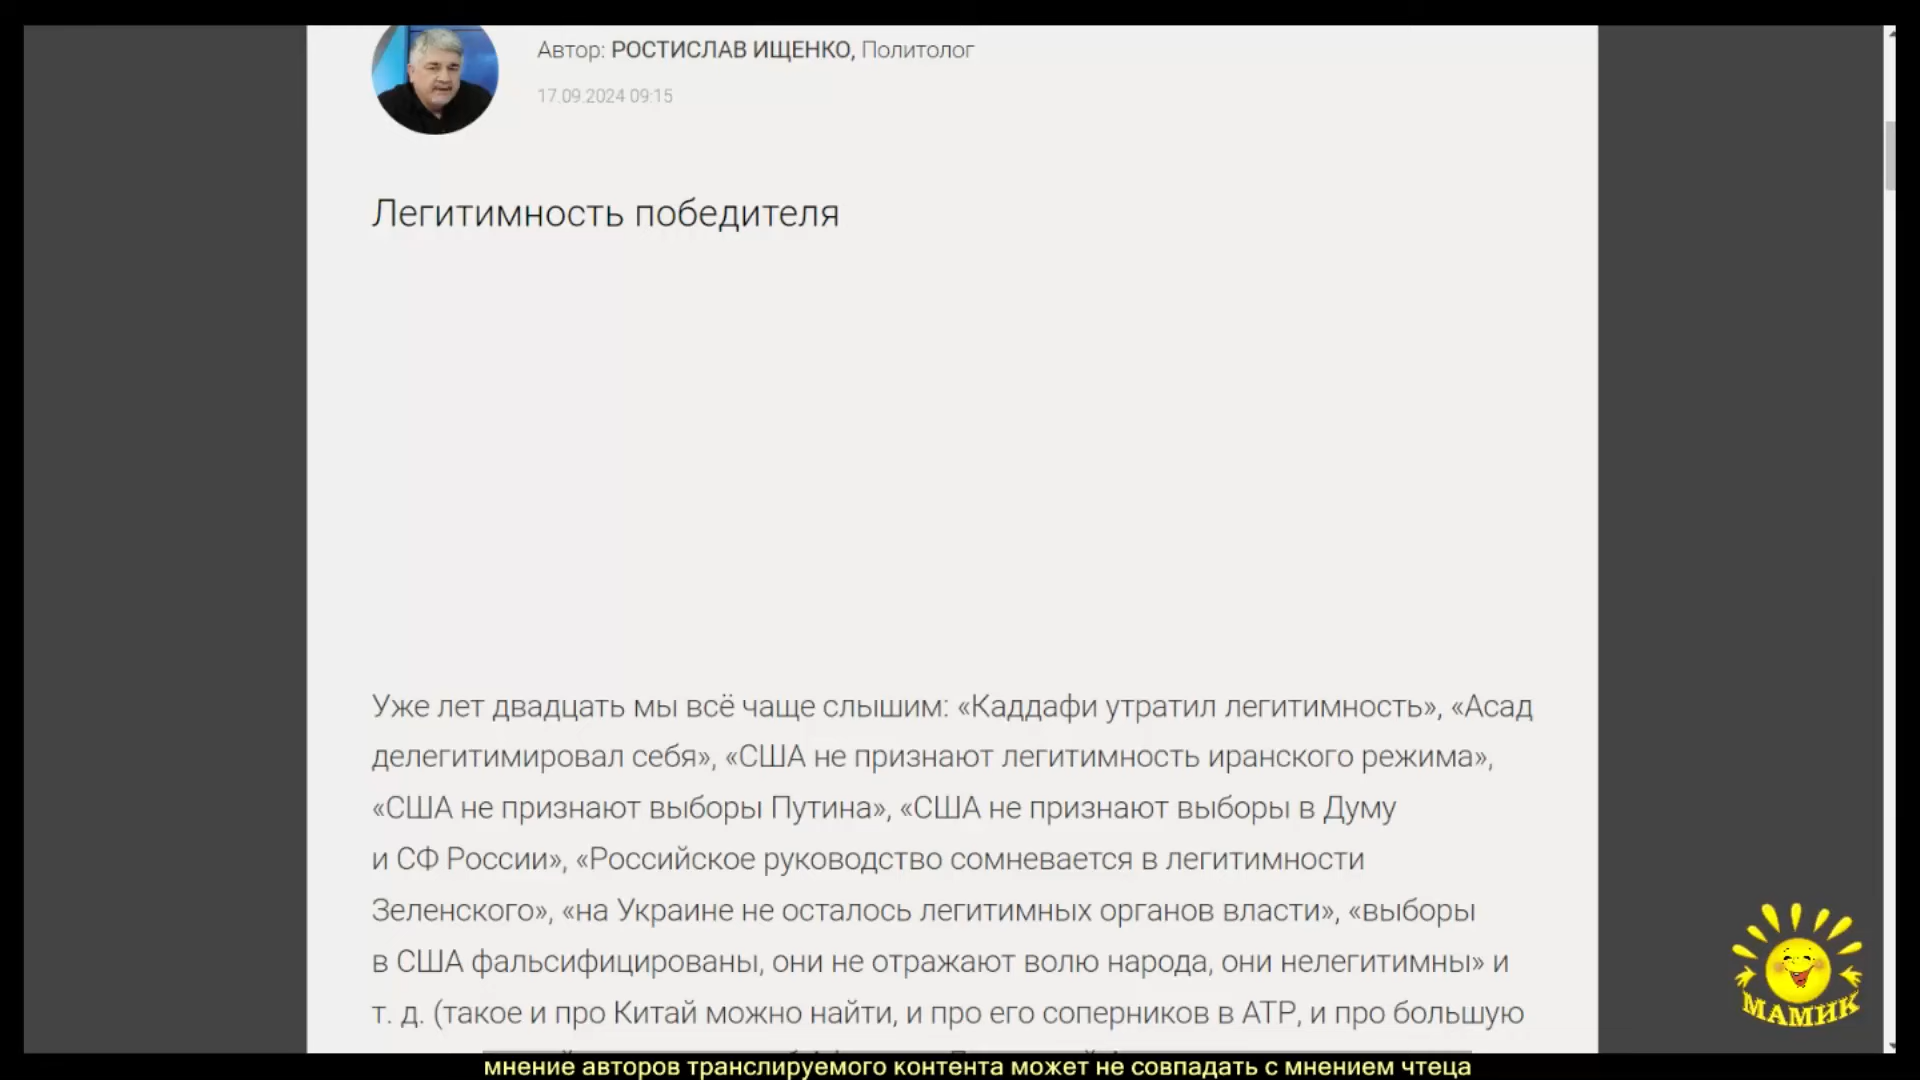 Автор: РОСТИСЛАВ ИЩЕНКО, Политолог
17.09.2024 09:15
Легитимность победителя
Уже лет двадцать мы всё чаще слышим: «Каддафи утратил легитимность», «Асад
делегитимировал себя», «США не признают легитимность иранского режима»,
«США не признают выборы Путина», «США не признают выборы в Думу
и СФ России», «Российское руководство сомневается в легитимности
Зеленского», «на Украине не осталось легитимных органов власти», «выборы
в США фальсифицированы, они не отражают волю народа, они нелегитимны» и
т. д. (такое и про Китай можно найти, и про его соперников в АТР, и про большую
МАМИК
мнение авторов транслируемого контента может не совпадать с мнением чтеца